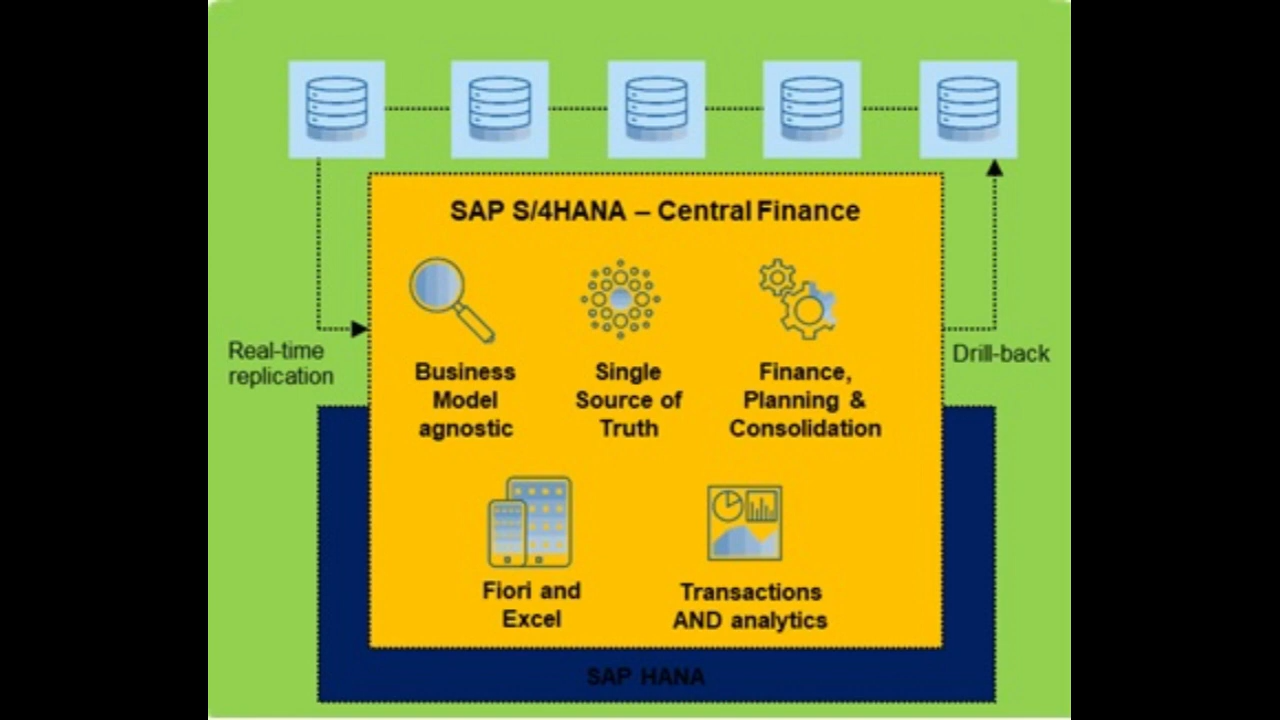 SAP S/4HANA – Central Finance
Real-time
replication
Drill-back
Business
Model
agnostic
Single
Source of
Truth
Finance,
Planning &
Consolidation
Fiori and
Excel
Transactions
AND analytics
SAP HANA